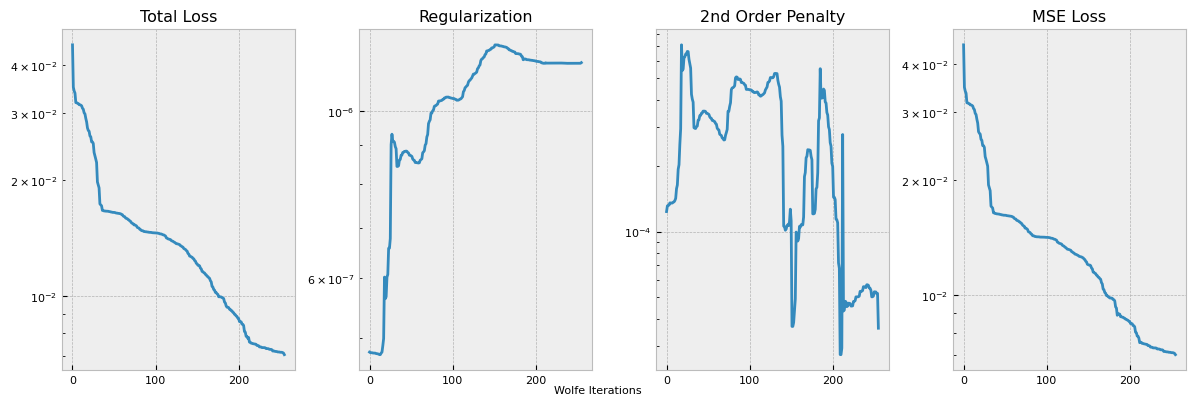 Total Loss
4 × 10⁻²
3 × 10⁻²
2 × 10⁻²
10⁻²
0 100 200
Regularization
10⁻⁶
6 × 10⁻⁷
0 100 200
2nd Order Penalty
10⁻⁴
0 100 200
MSE Loss
4 × 10⁻²
3 × 10⁻²
2 × 10⁻²
10⁻²
0 100 200
Wolfe Iterations